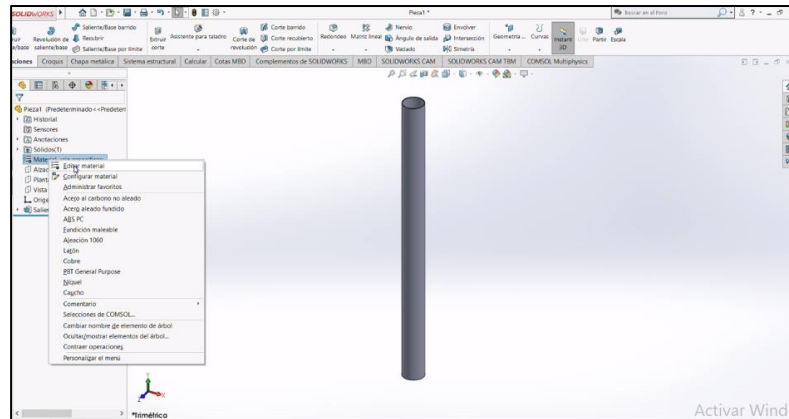 SOLIDWORKS
Pieza1 *
Buscar en el Foro
Saliente/Base barrido
Revolución de saliente/base
Recubrir
Saliente/Base por límite
Extruir corte
Asistente para taladro
Corte de revolución
Corte barrido
Corte recubierto
Corte por límite
Redondeo
Matriz lineal
Nervio
Ángulo de salida
Vaciado
Envolver
Intersección
Simetría
Geometría ...
Curvas
Instant 3D
Partir
Escala
Croquis
Chapa metálica
Sistema estructural
Calcular
Cotas MBD
Complementos de SOLIDWORKS
MBD
SOLIDWORKS CAM
SOLIDWORKS CAM TBM
COMSOL Multiphysics
Pieza1 (Predeterminado<<Predeterm
Historial
Sensores
Anotaciones
Sólidos(1)
Editar material
Configurar material
Administrar favoritos
Acero al carbono no aleado
Acero aleado fundido
ABS PC
Fundición maleable
Aleación 1060
Latón
Cobre
PBT General Purpose
Níquel
Caucho
Comentario
Selecciones de COMSOL...
Cambiar nombre de elemento de árbol
Ocultar/mostrar elementos del árbol...
Contraer operaciones
Personalizar el menú
*Trimétrica
Activar Wind